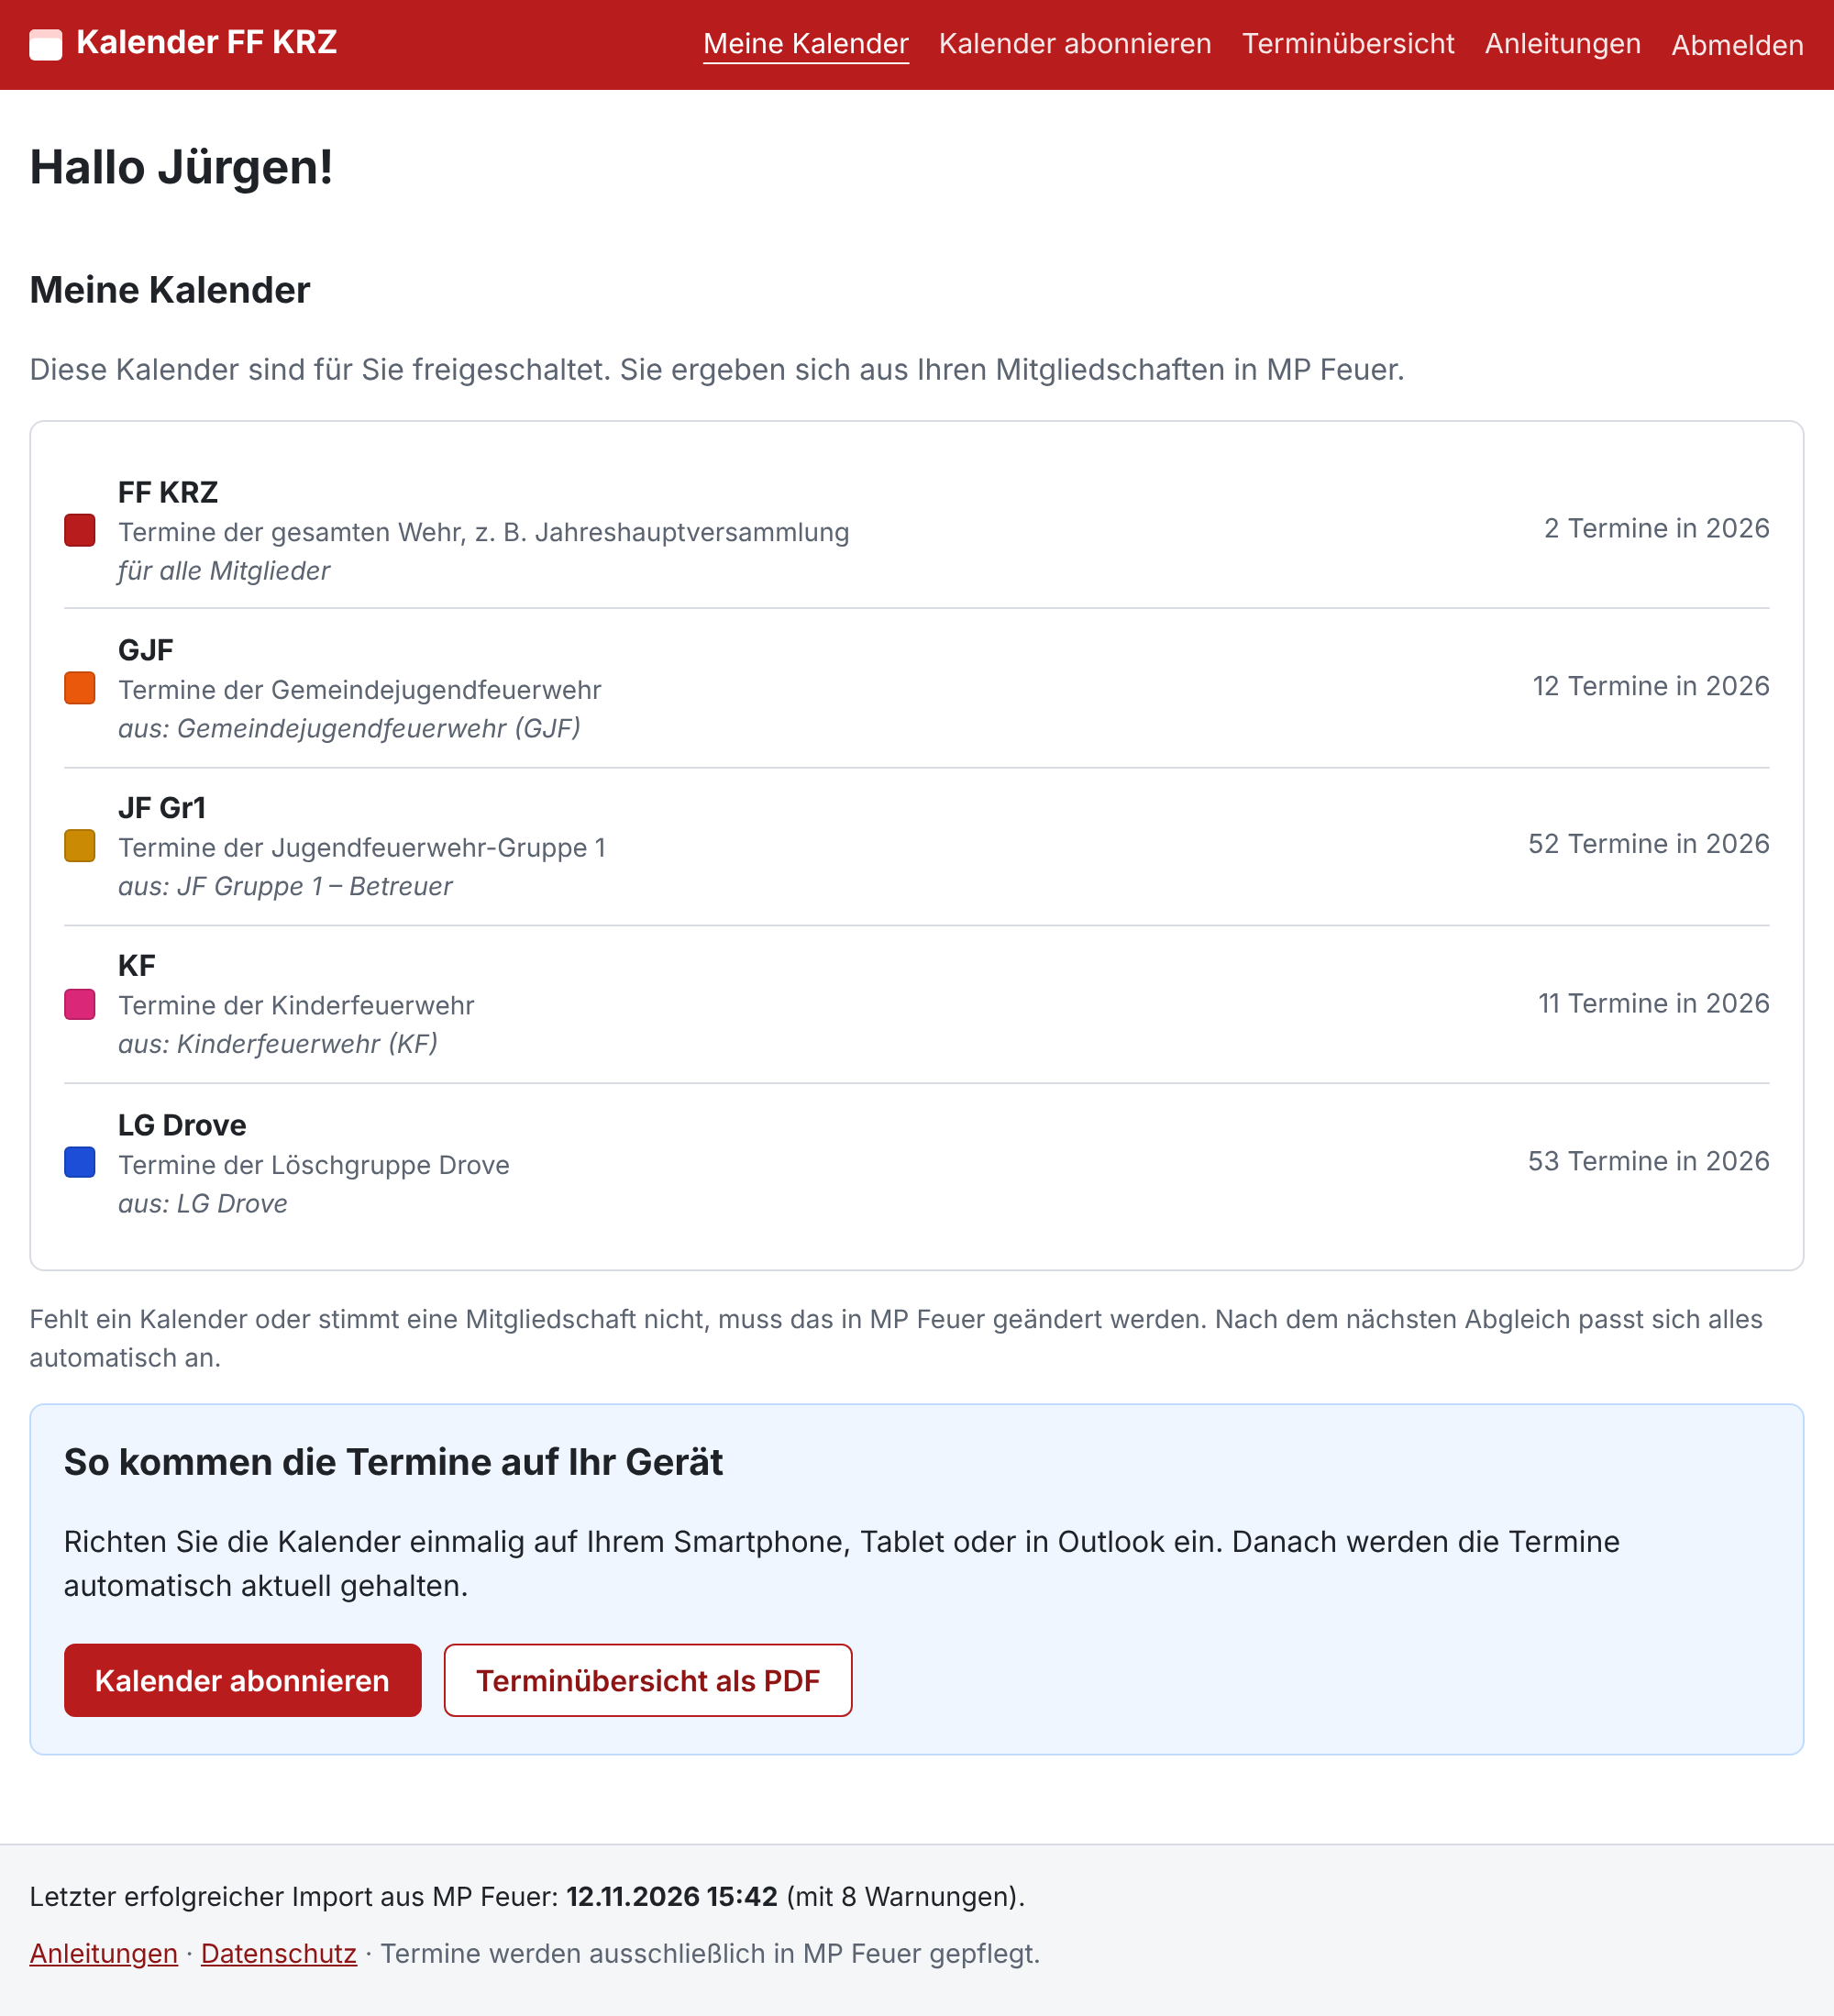 Kalender FF KRZ
Meine Kalender
Kalender abonnieren
Terminübersicht
Anleitungen
Abmelden
Hallo Jürgen!
Meine Kalender
Diese Kalender sind für Sie freigeschaltet. Sie ergeben sich aus Ihren Mitgliedschaften in MP Feuer.
FF KRZ
Termine der gesamten Wehr, z. B. Jahreshauptversammlung
für alle Mitglieder
2 Termine in 2026
GJF
Termine der Gemeindejugendfeuerwehr
aus: Gemeindejugendfeuerwehr (GJF)
12 Termine in 2026
JF Gr1
Termine der Jugendfeuerwehr-Gruppe 1
aus: JF Gruppe 1 – Betreuer
52 Termine in 2026
KF
Termine der Kinderfeuerwehr
aus: Kinderfeuerwehr (KF)
11 Termine in 2026
LG Drove
Termine der Löschgruppe Drove
aus: LG Drove
53 Termine in 2026
Fehlt ein Kalender oder stimmt eine Mitgliedschaft nicht, muss das in MP Feuer geändert werden. Nach dem nächsten Abgleich passt sich alles
automatisch an.
So kommen die Termine auf Ihr Gerät
Richten Sie die Kalender einmalig auf Ihrem Smartphone, Tablet oder in Outlook ein. Danach werden die Termine
automatisch aktuell gehalten.
Kalender abonnieren
Terminübersicht als PDF
Letzter erfolgreicher Import aus MP Feuer: 12.11.2026 15:42 (mit 8 Warnungen).
Anleitungen · Datenschutz · Termine werden ausschließlich in MP Feuer gepflegt.